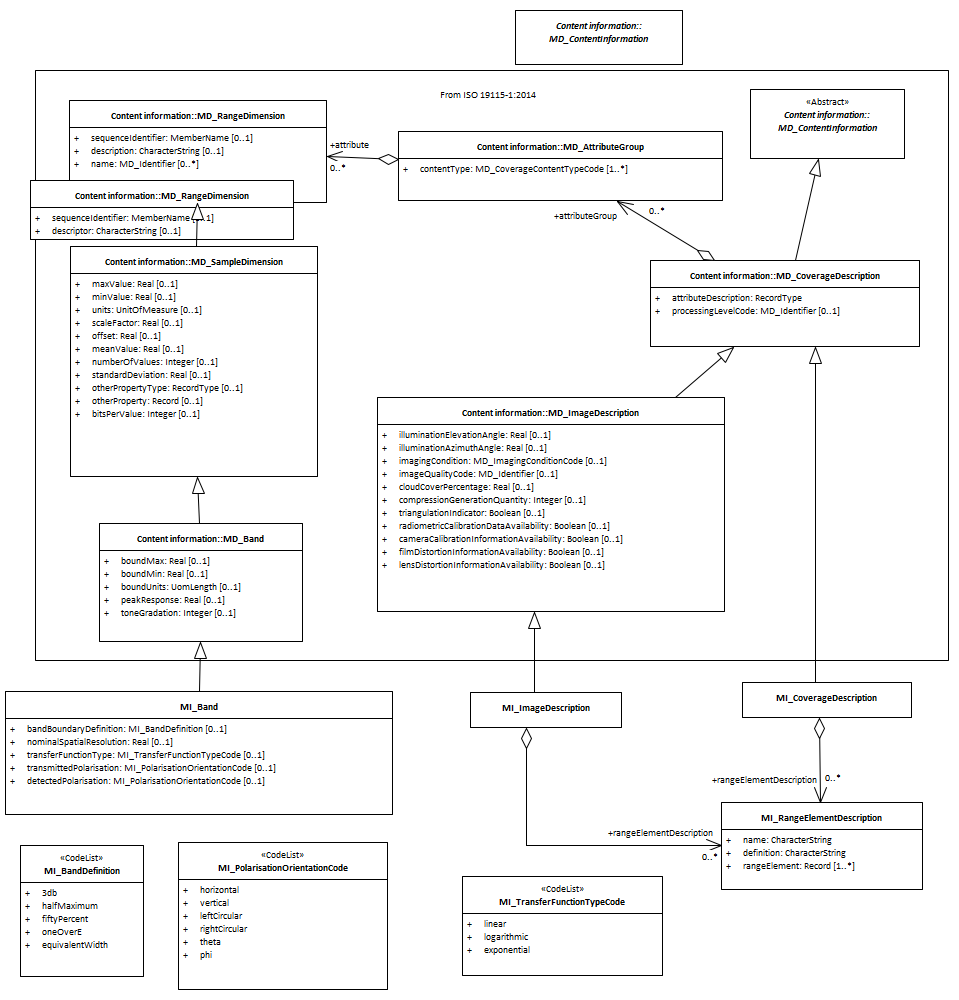 Content information::
MD_ContentInformation
From ISO 19115-1:2014
Content information::MD_RangeDimension
+ sequenceIdentifier: MemberName [0..1]
+ description: CharacterString [0..1]
+ name: MD_Identifier [0..*]
+attribute
0..*
Content information::MD_AttributeGroup
+ contentType: MD_CoverageContentTypeCode [1..*]
«Abstract»
Content information::
MD_ContentInformation
Content information::MD_RangeDimension
+ sequenceIdentifier: MemberName [0..1]
+ descriptor: CharacterString [0..1]
+attributeGroup
0..*
Content information::MD_SampleDimension
+ maxValue: Real [0..1]
+ minValue: Real [0..1]
+ units: UnitOfMeasure [0..1]
+ scaleFactor: Real [0..1]
+ offset: Real [0..1]
+ meanValue: Real [0..1]
+ numberOfValues: Integer [0..1]
+ standardDeviation: Real [0..1]
+ otherPropertyType: RecordType [0..1]
+ otherProperty: Record [0..1]
+ bitsPerValue: Integer [0..1]
Content information::MD_CoverageDescription
+ attributeDescription: RecordType
+ processingLevelCode: MD_Identifier [0..1]
Content information::MD_ImageDescription
+ illuminationElevationAngle: Real [0..1]
+ illuminationAzimuthAngle: Real [0..1]
+ imagingCondition: MD_ImagingConditionCode [0..1]
+ imageQualityCode: MD_Identifier [0..1]
+ cloudCoverPercentage: Real [0..1]
+ compressionGenerationQuantity: Integer [0..1]
+ triangulationIndicator: Boolean [0..1]
+ radiometricCalibrationDataAvailability: Boolean [0..1]
+ cameraCalibrationInformationAvailability: Boolean [0..1]
+ filmDistortionInformationAvailability: Boolean [0..1]
+ lensDistortionInformationAvailability: Boolean [0..1]
Content information::MD_Band
+ boundMax: Real [0..1]
+ boundMin: Real [0..1]
+ boundUnits: UomLength [0..1]
+ peakResponse: Real [0..1]
+ toneGradation: Integer [0..1]
MI_Band
+ bandBoundaryDefinition: MI_BandDefinition [0..1]
+ nominalSpatialResolution: Real [0..1]
+ transferFunctionType: MI_TransferFunctionTypeCode [0..1]
+ transmittedPolarisation: MI_PolarisationOrientationCode [0..1]
+ detectedPolarisation: MI_PolarisationOrientationCode [0..1]
MI_ImageDescription
MI_CoverageDescription
+rangeElementDescription
0..*
+rangeElementDescription
0..*
MI_RangeElementDescription
+ name: CharacterString
+ definition: CharacterString
+ rangeElement: Record [1..*]
«CodeList»
MI_BandDefinition
+ 3db
+ halfMaximum
+ fiftyPercent
+ oneOverE
+ equivalentWidth
«CodeList»
MI_PolarisationOrientationCode
+ horizontal
+ vertical
+ leftCircular
+ rightCircular
+ theta
+ phi
«CodeList»
MI_TransferFunctionTypeCode
+ linear
+ logarithmic
+ exponential